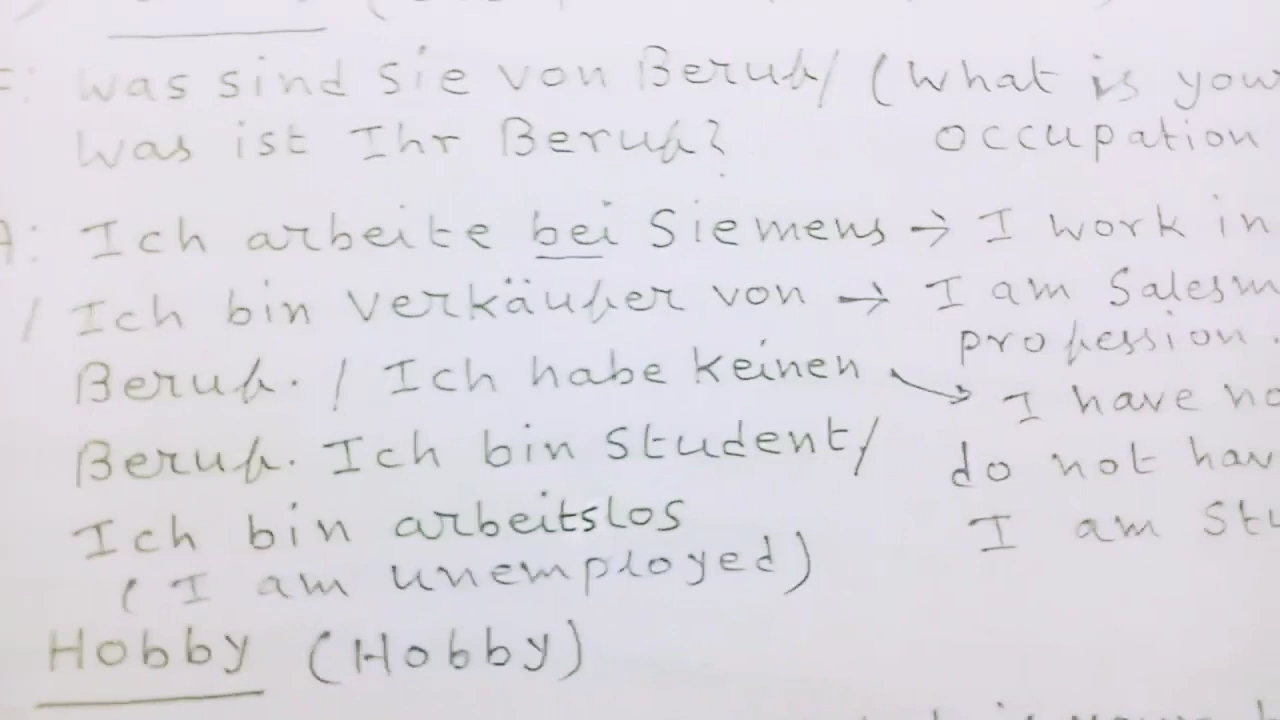 F: Was sind Sie von Beruf/ (What is your
Was ist Ihr Beruf? occupation
A: Ich arbeite bei Siemens → I work in
/ Ich bin Verkäufer von → I am Salesm
profession.
Beruf. / Ich habe keinen → I have no
Beruf. Ich bin Student/ do not hav
Ich bin arbeitslos I am Stu
(I am unemployed)
Hobby (Hobby)